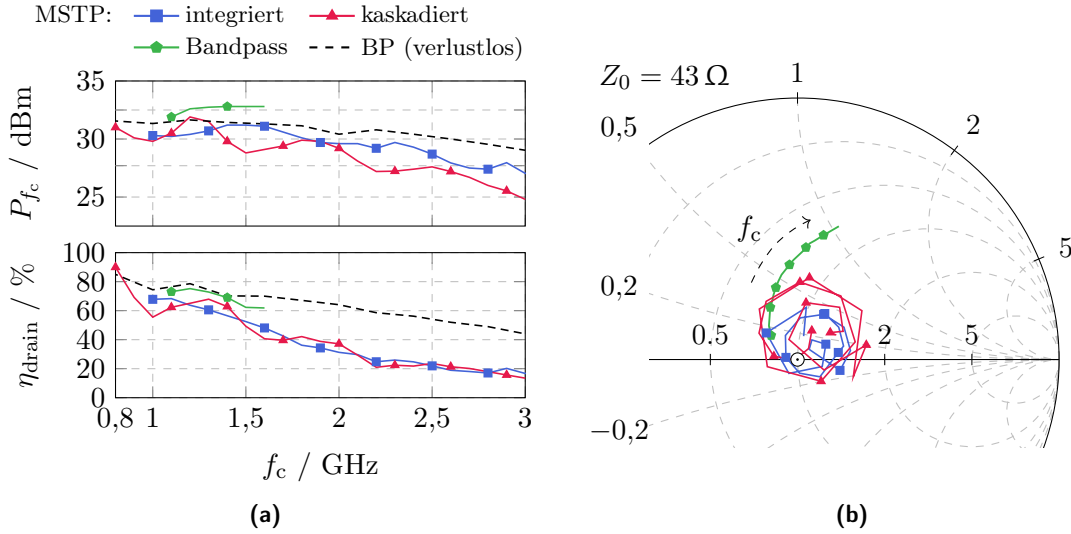 MSTP: integriert kaskadiert
Bandpass BP (verlustlos)
P_fc / dBm
35
30
25
η_drain / %
100
80
60
40
20
0
0,8 1 1,5 2 2,5 3
f_c / GHz
(a)
Z_0 = 43 Ω
1
0,5
2
f_c
5
0,2
0.5 1 2 5
−0,2
(b)